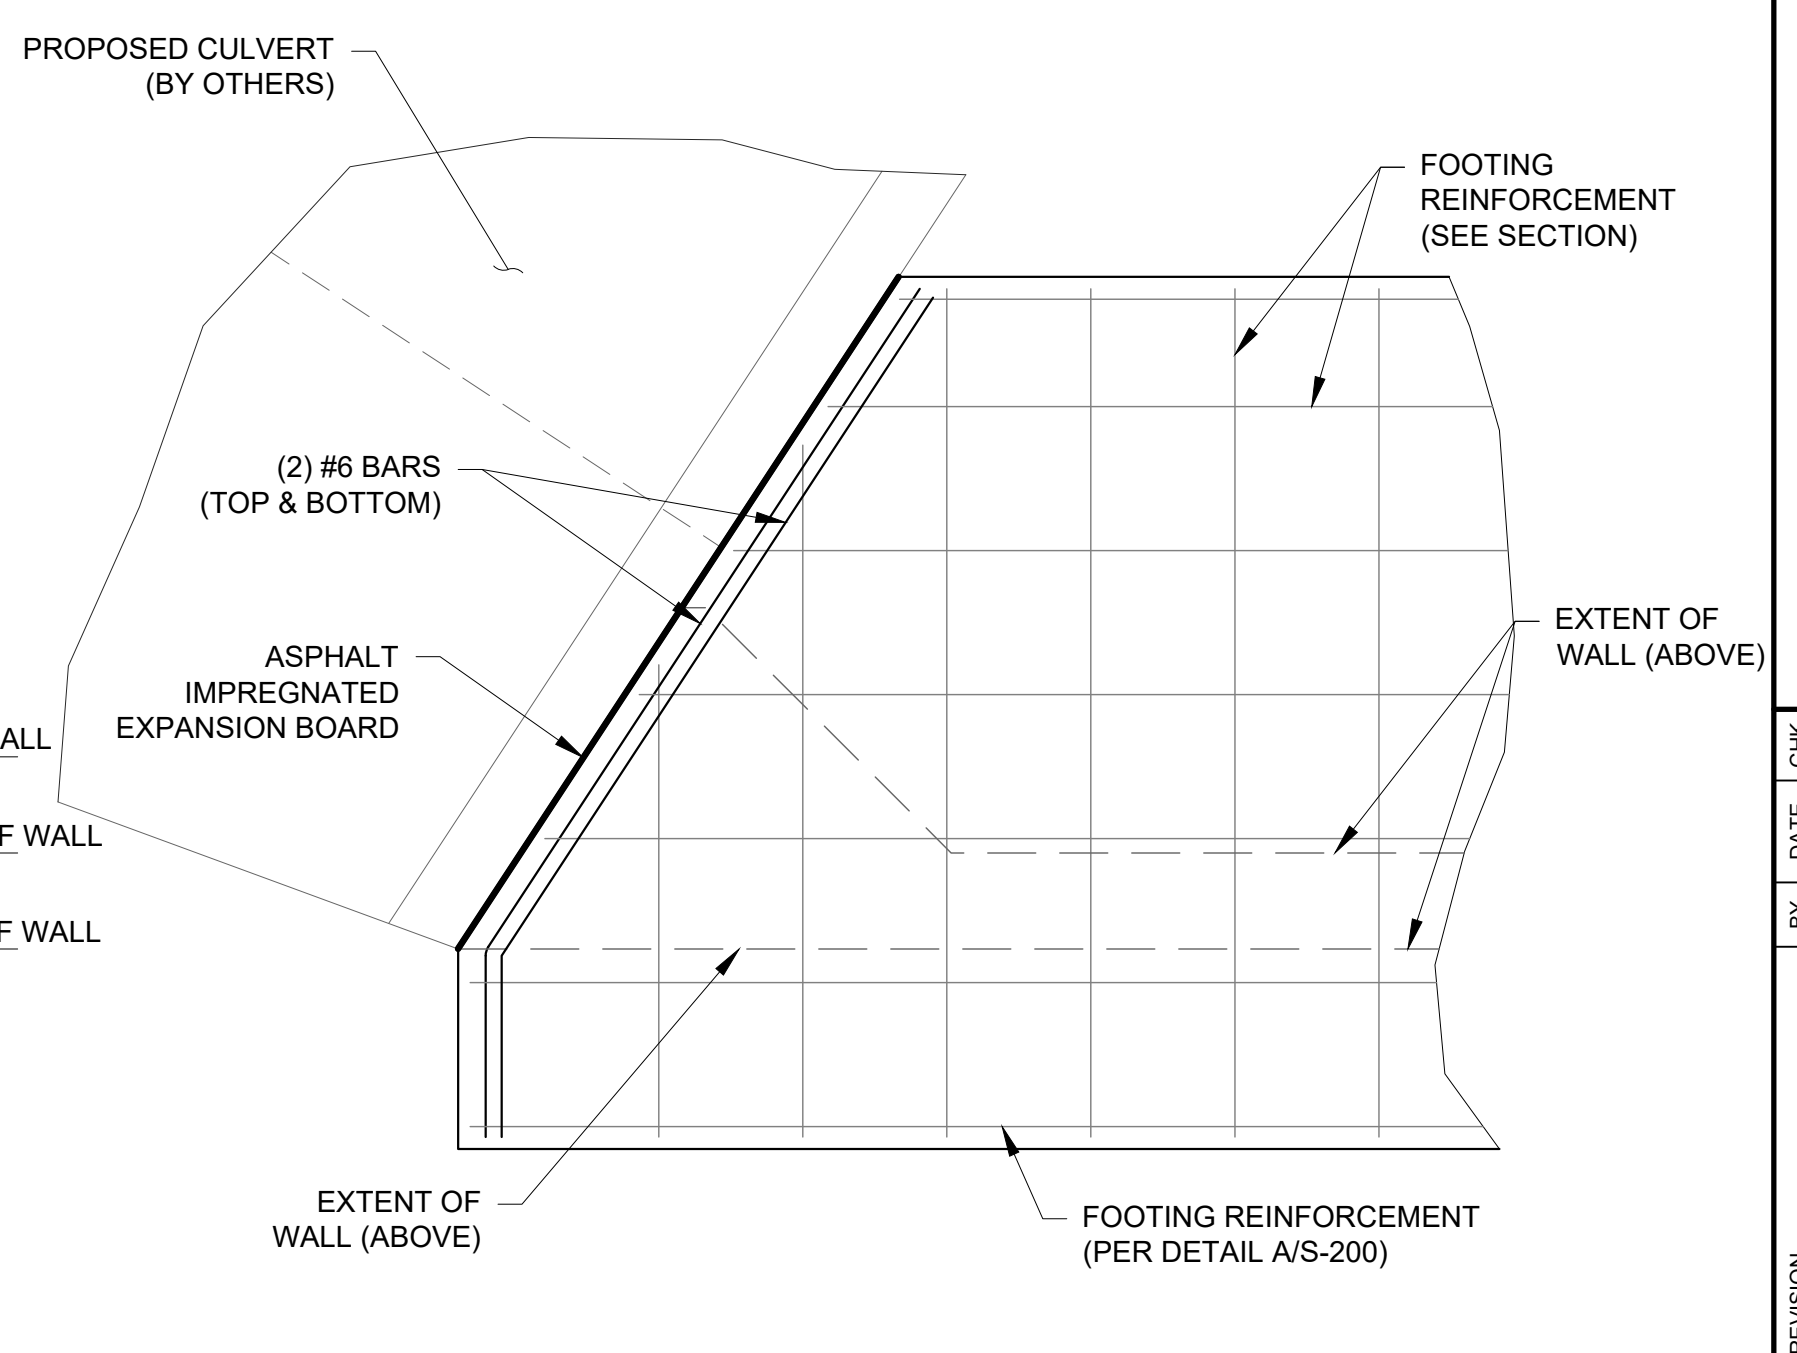 PROPOSED CULVERT
(BY OTHERS)
FOOTING
REINFORCEMENT
(SEE SECTION)
(2) #6 BARS
(TOP & BOTTOM)
EXTENT OF
WALL (ABOVE)
ASPHALT
IMPREGNATED
EXPANSION BOARD
ALL
F WALL
F WALL
EXTENT OF
WALL (ABOVE)
FOOTING REINFORCEMENT
(PER DETAIL A/S-200)
CHK
DATE
BY
REVISION